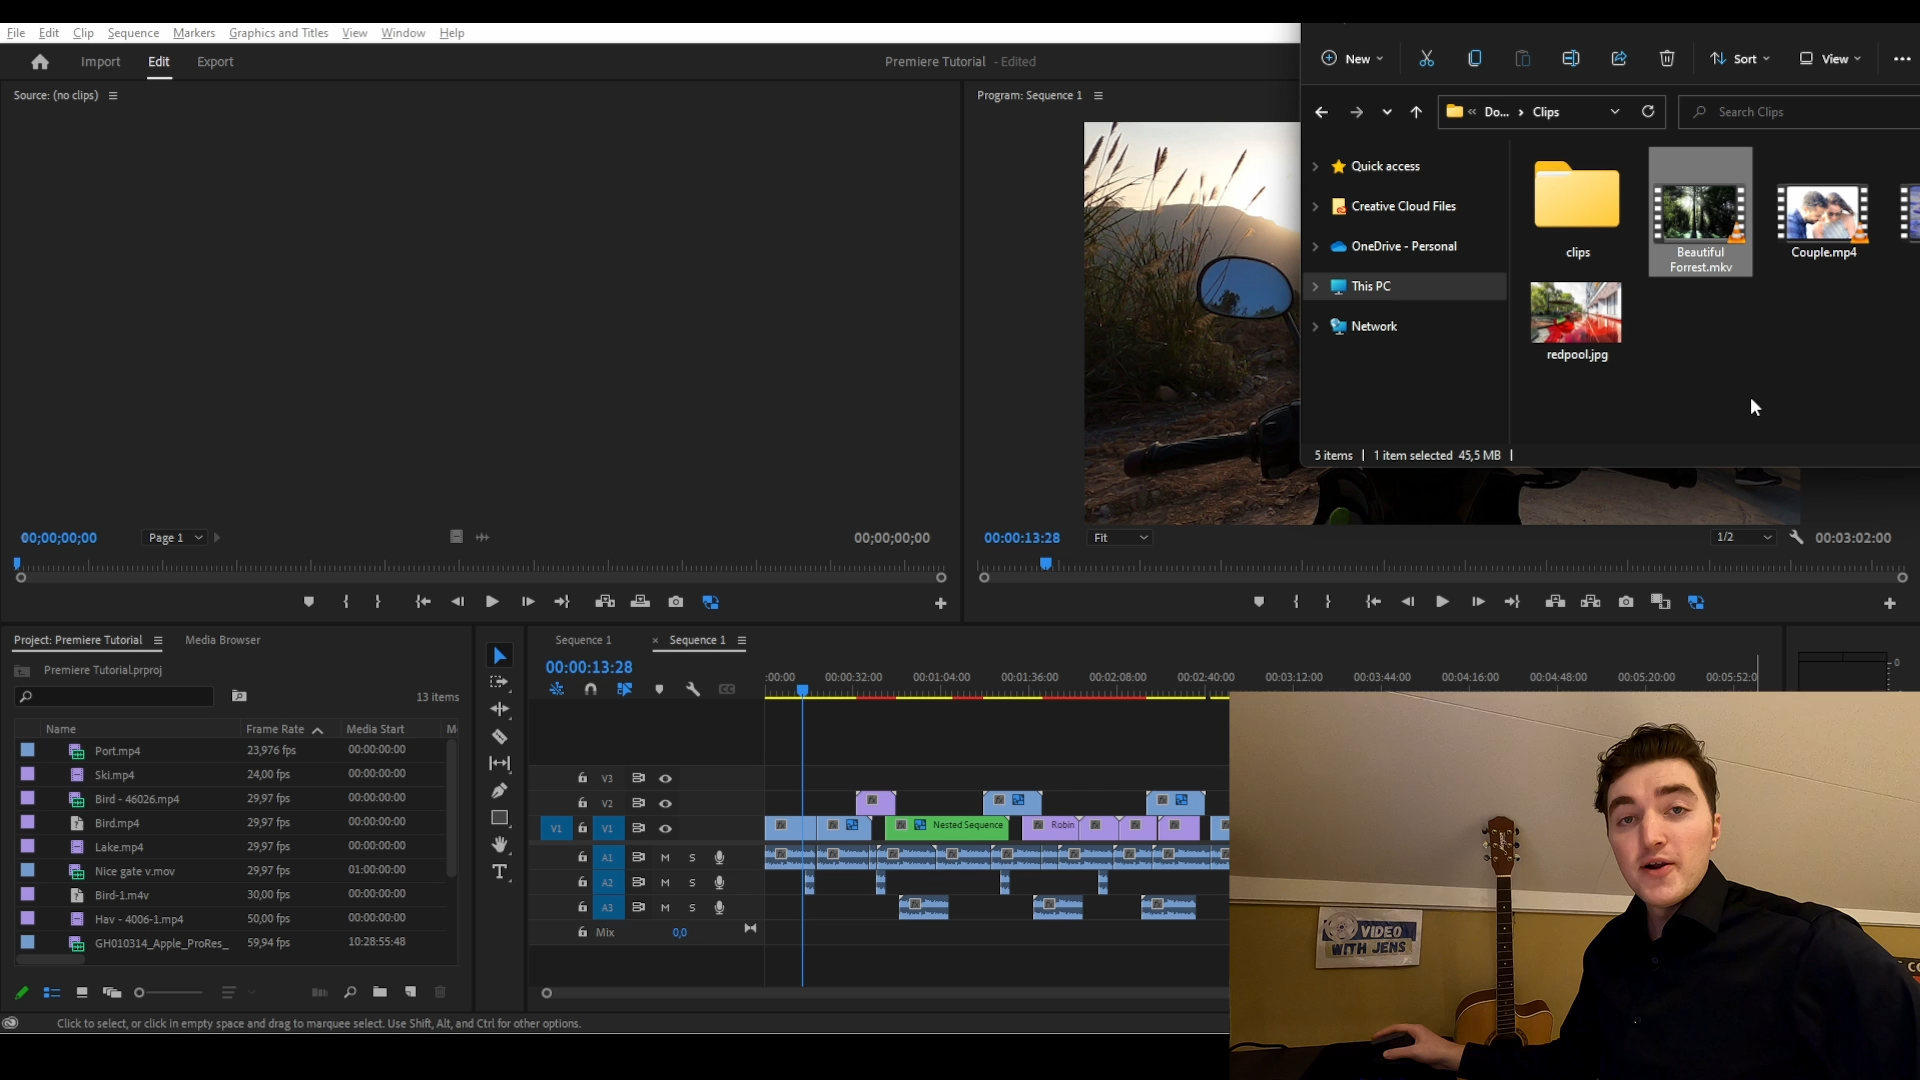 File Edit Clip Sequence Markers Graphics and Titles View Window Help
Import Edit Export
Premiere Tutorial - Edited
Source: (no clips)
Program: Sequence 1
New
Sort
View
Do... > Clips
Search Clips
Quick access
Creative Cloud Files
OneDrive - Personal
This PC
Network
clips
Beautiful
Forrest.mkv
Couple.mp4
redpool.jpg
5 items | 1 item selected 45,5 MB |
00;00;00;00
Page 1
00;00;00;00
00:00:13:28
Fit
1/2
00:03:02:00
Project: Premiere Tutorial
Media Browser
Premiere Tutorial.prproj
13 items
Name Frame Rate Media Start M
Port.mp4 23,976 fps 00:00:00:00
Ski.mp4 24,00 fps 00:00:00:00
Bird - 46026.mp4 29,97 fps 00:00:00:00
Bird.mp4 29,97 fps 00:00:00:00
Lake.mp4 29,97 fps 00:00:00:00
Nice gate v.mov 29,97 fps 01:00:00:00
Bird-1.m4v 30,00 fps 00:00:00:00
Hav - 4006-1.mp4 50,00 fps 00:00:00:00
GH010314_Apple_ProRes_ 59,94 fps 10:28:55:48
Sequence 1
× Sequence 1
00:00:13:28
:00:00 00:00:32:00 00:01:04:00 00:01:36:00 00:02:08:00 00:02:40:00 00:03:12:00 00:03:44:00 00:04:16:00 00:04:48:00 00:05:20:00 00:05:52:0
0
V3
V2
V1 V1
Nested Sequence
Robin
A1 M S
A2 M S
A3 M S
Mix 0,0
VIDEO
WITH JENS
Click to select, or click in empty space and drag to marquee select. Use Shift, Alt, and Ctrl for other options.